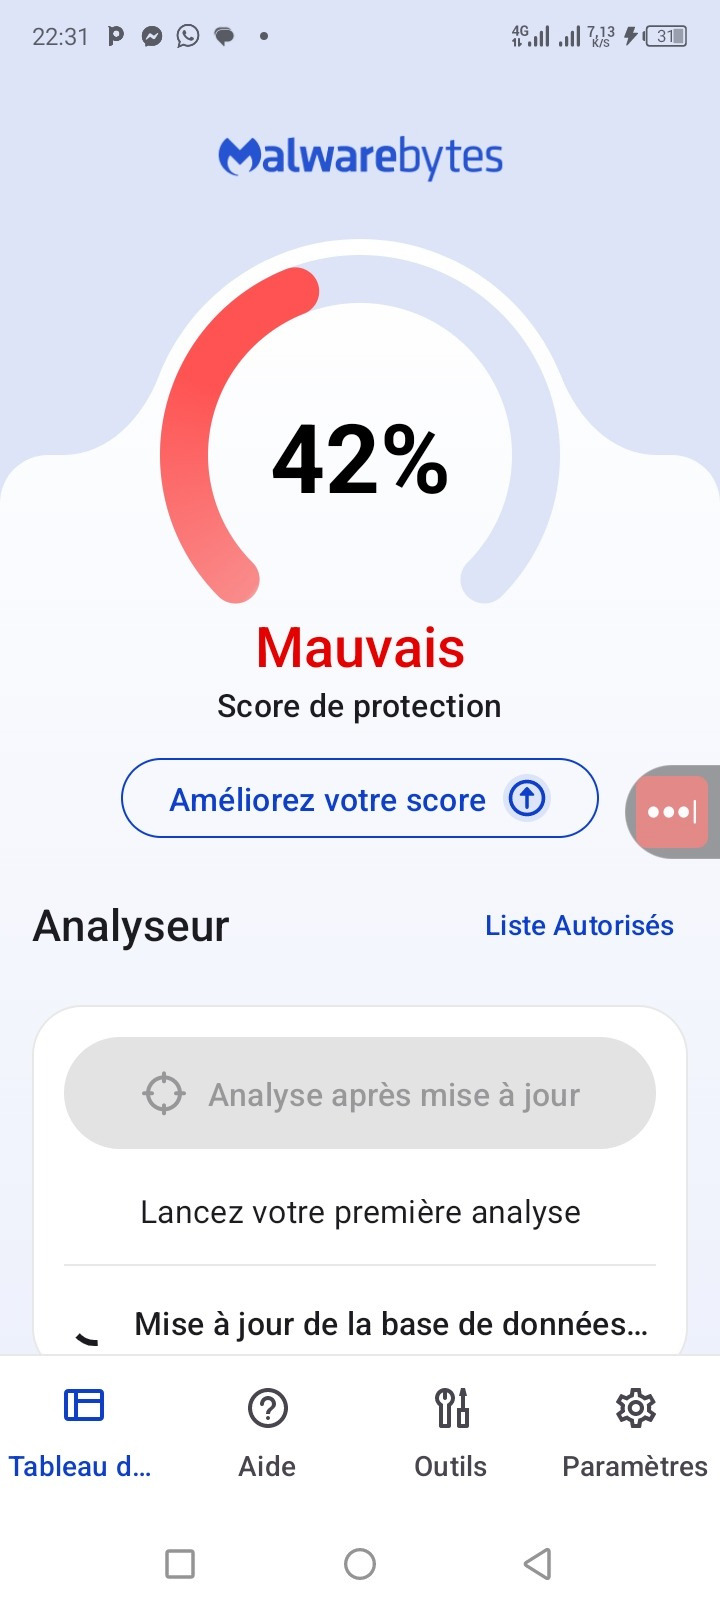 22:31
4G
7,13
K/S
31
Malwarebytes
42%
Mauvais
Score de protection
Améliorez votre score
Analyseur
Liste Autorisés
Analyse après mise à jour
Lancez votre première analyse
Mise à jour de la base de données...
Tableau d... Aide Outils Paramètres